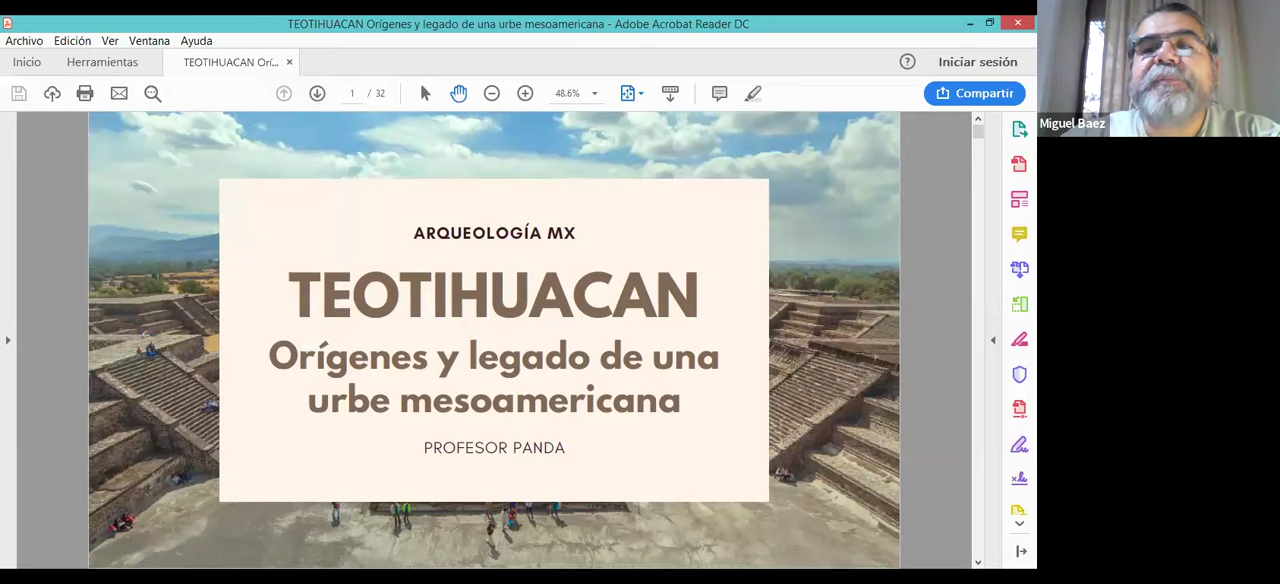 TEOTIHUACAN Orígenes y legado de una urbe mesoamericana - Adobe Acrobat Reader DC
Archivo Edición Ver Ventana Ayuda
Inicio Herramientas TEOTIHUACAN Orí... × Iniciar sesión
1 / 32 48.6% Compartir
Miguel Baez
ARQUEOLOGÍA MX
TEOTIHUACAN
Orígenes y legado de una
urbe mesoamericana
PROFESOR PANDA